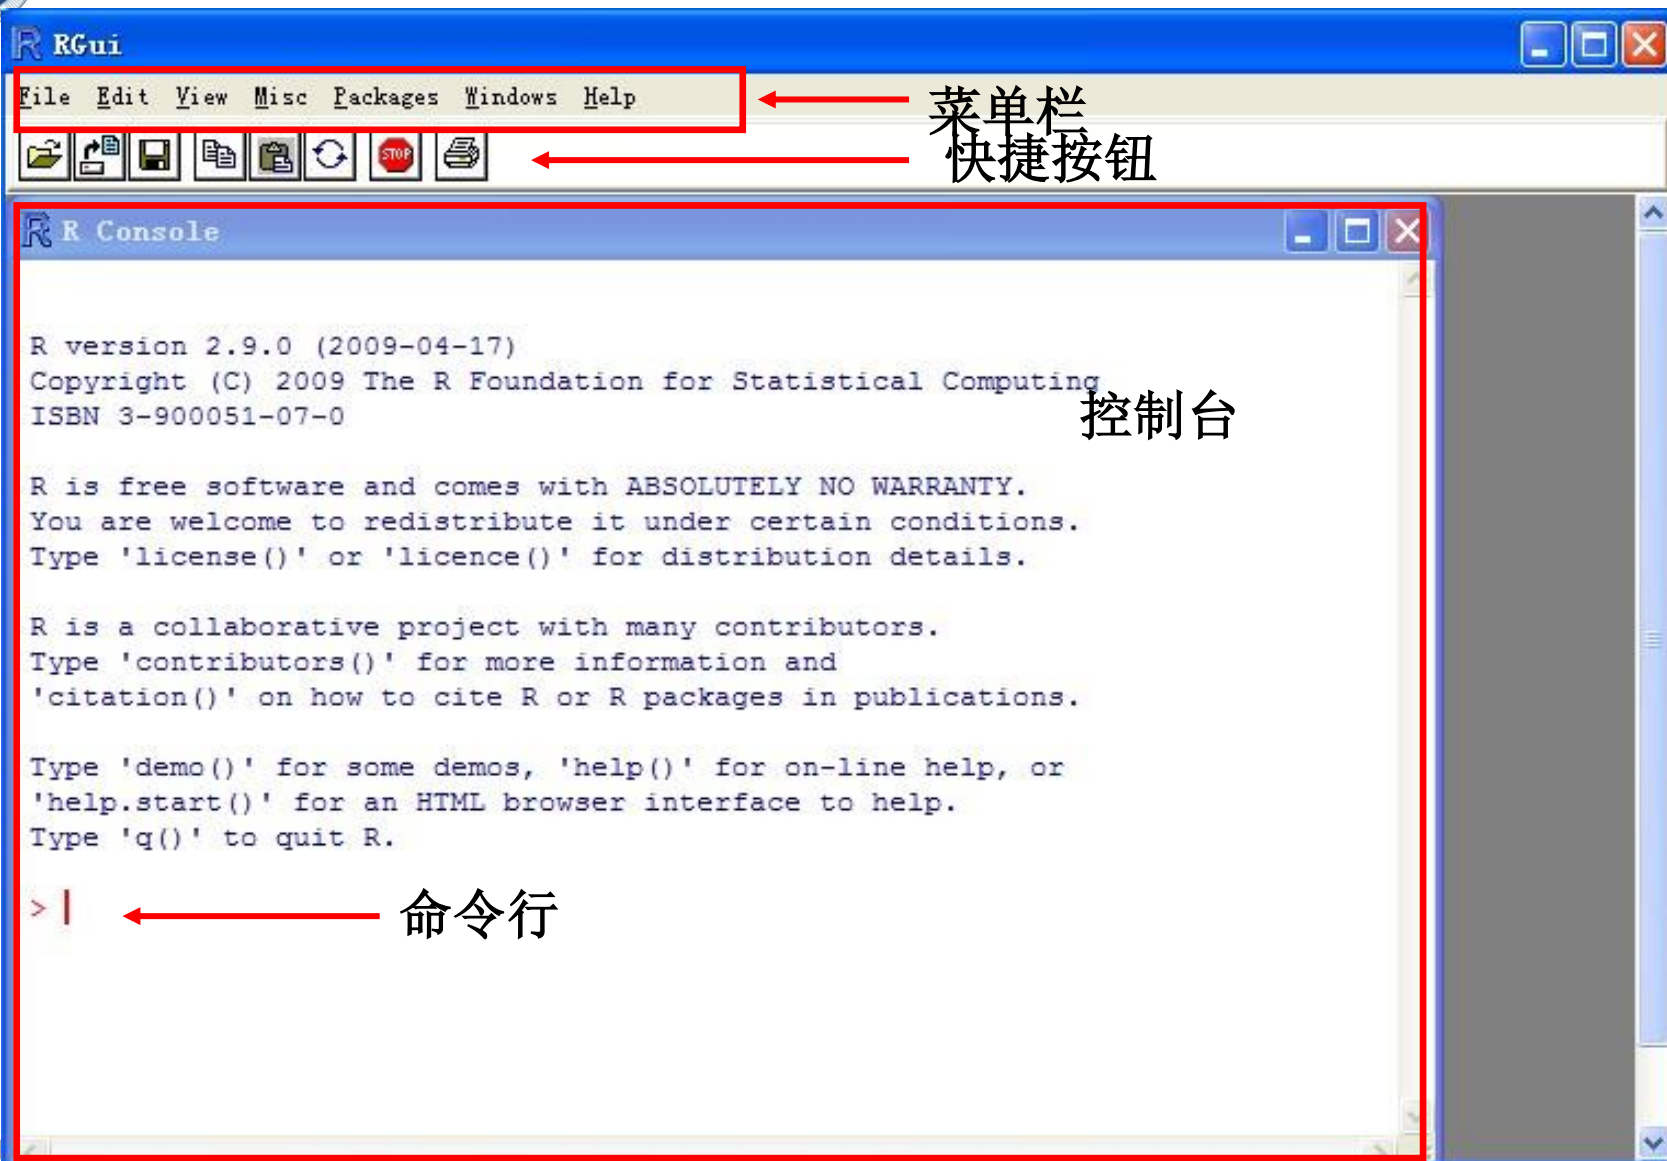 RGui
File Edit View Misc Packages Windows Help
菜单栏
STOP
快捷按钮
R Console
R version 2.9.0 (2009-04-17)
Copyright (C) 2009 The R Foundation for Statistical Computing
ISBN 3-900051-07-0
控制台
R is free software and comes with ABSOLUTELY NO WARRANTY.
You are welcome to redistribute it under certain conditions.
Type 'license()' or 'licence()' for distribution details.
R is a collaborative project with many contributors.
Type 'contributors()' for more information and
'citation()' on how to cite R or R packages in publications.
Type 'demo()' for some demos, 'help()' for on-line help, or
'help.start()' for an HTML browser interface to help.
Type 'q()' to quit R.
>
命令行